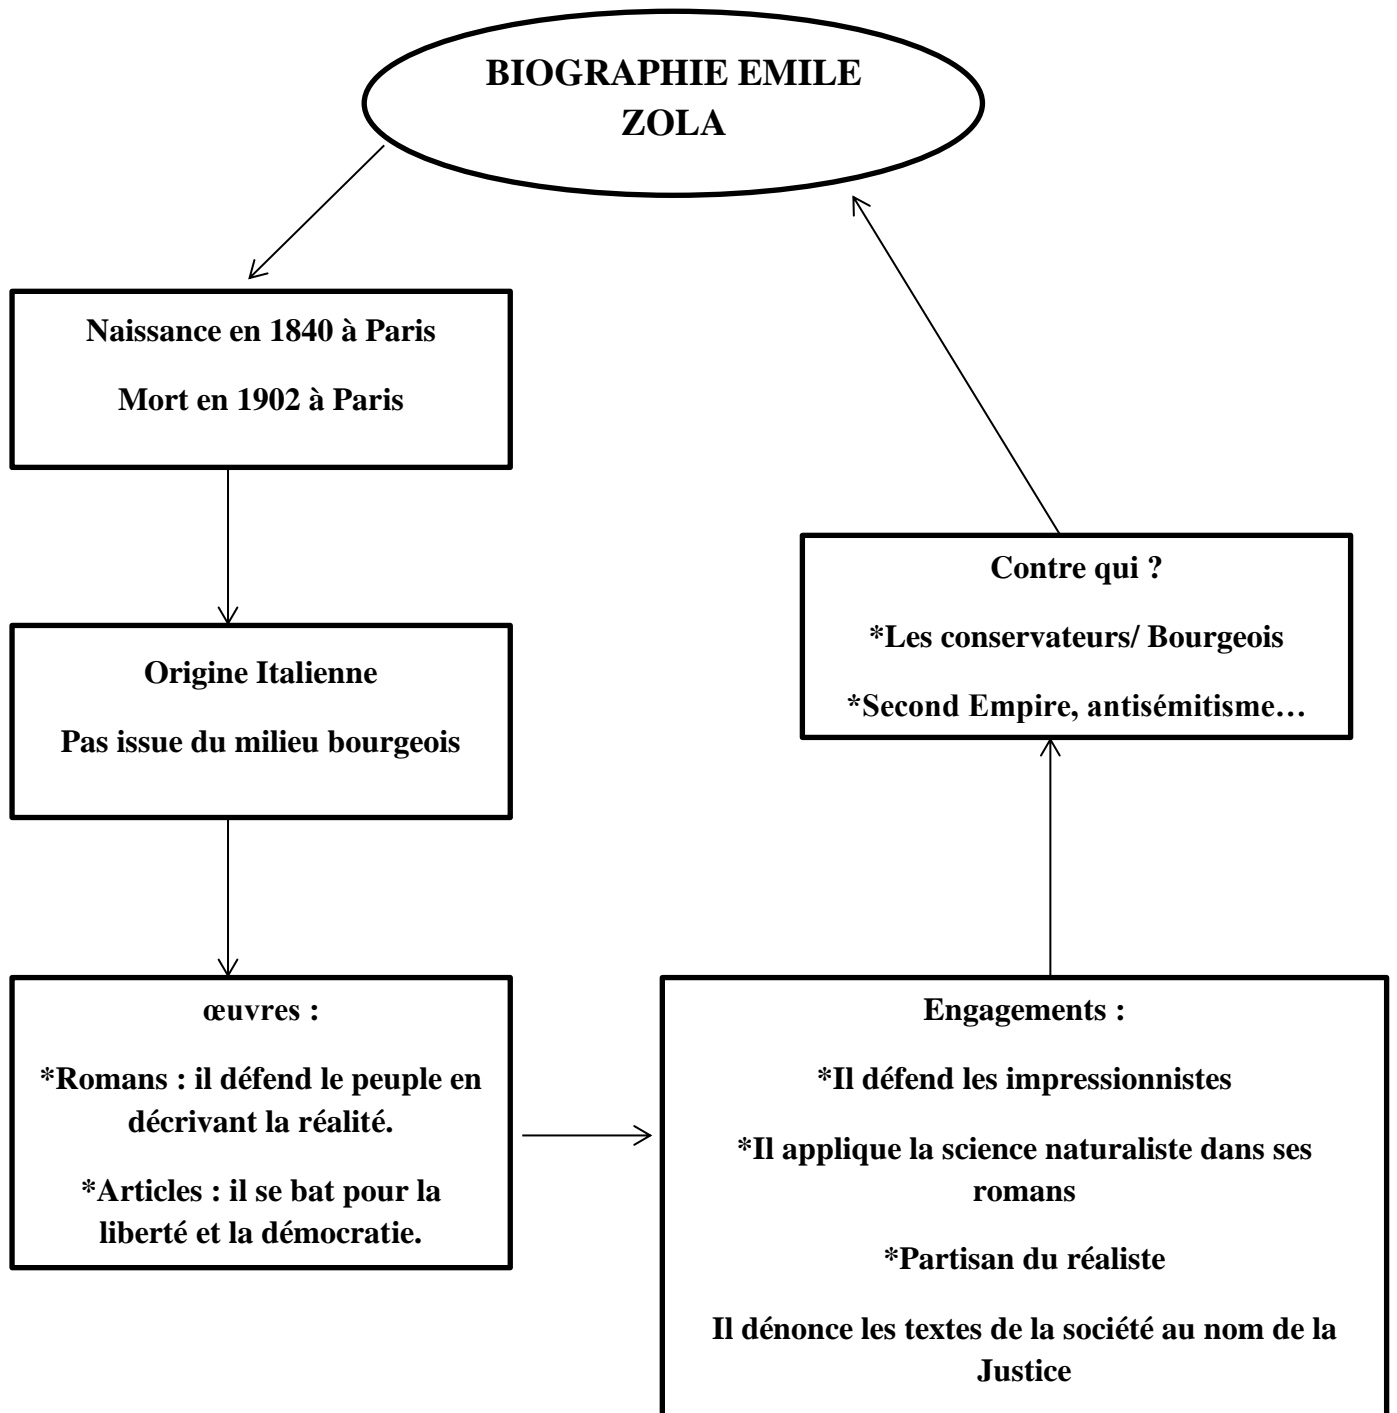 BIOGRAPHIE EMILE
ZOLA
Naissance en 1840 à Paris
Mort en 1902 à Paris
Origine Italienne
Pas issue du milieu bourgeois
œuvres :
*Romans : il défend le peuple en
décrivant la réalité.
*Articles : il se bat pour la
liberté et la démocratie.
Engagements :
*Il défend les impressionnistes
*Il applique la science naturaliste dans ses
romans
*Partisan du réaliste
Il dénonce les textes de la société au nom de la
Justice
Contre qui ?
*Les conservateurs/ Bourgeois
*Second Empire, antisémitisme…